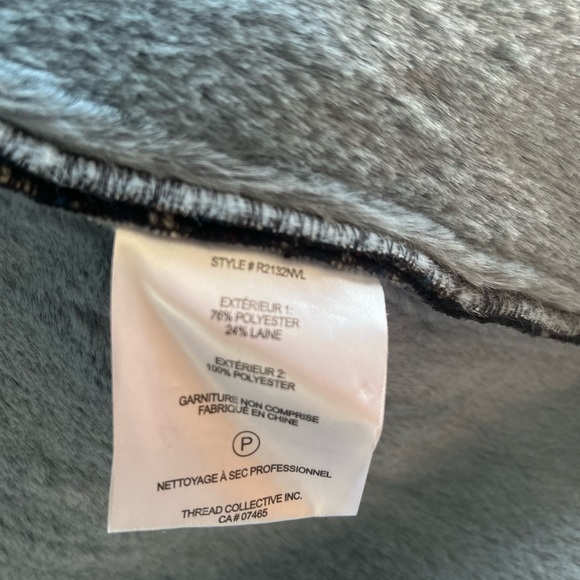 STYLE # R2132NVL
EXTÉRIEUR 1:
76% POLYESTER
24% LAINE
EXTÉRIEUR 2:
100% POLYESTER
GARNITURE NON COMPRISE
FABRIQUÉ EN CHINE
P
NETTOYAGE À SEC PROFESSIONNEL
THREAD COLLECTIVE INC.
CA# 07465